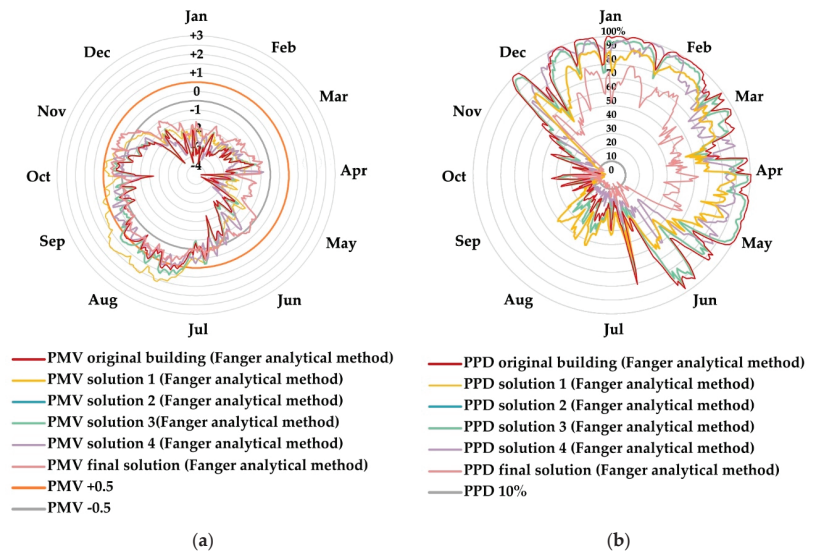 Jan
+3
+2
+1
0
-1
-4
Feb
Mar
Apr
May
Jun
Jul
Aug
Sep
Oct
Nov
Dec
PMV original building (Fanger analytical method)
PMV solution 1 (Fanger analytical method)
PMV solution 2 (Fanger analytical method)
PMV solution 3(Fanger analytical method)
PMV solution 4 (Fanger analytical method)
PMV final solution (Fanger analytical method)
PMV +0.5
PMV -0.5
(a)
Jan
100%
90
80
70
60
50
40
30
20
10
0
Feb
Mar
Apr
May
Jun
Jul
Aug
Sep
Oct
Nov
Dec
PPD original building (Fanger analytical method)
PPD solution 1 (Fanger analytical method)
PPD solution 2 (Fanger analytical method)
PPD solution 3 (Fanger analytical method)
PPD solution 4 (Fanger analytical method)
PPD final solution (Fanger analytical method)
PPD 10%
(b)